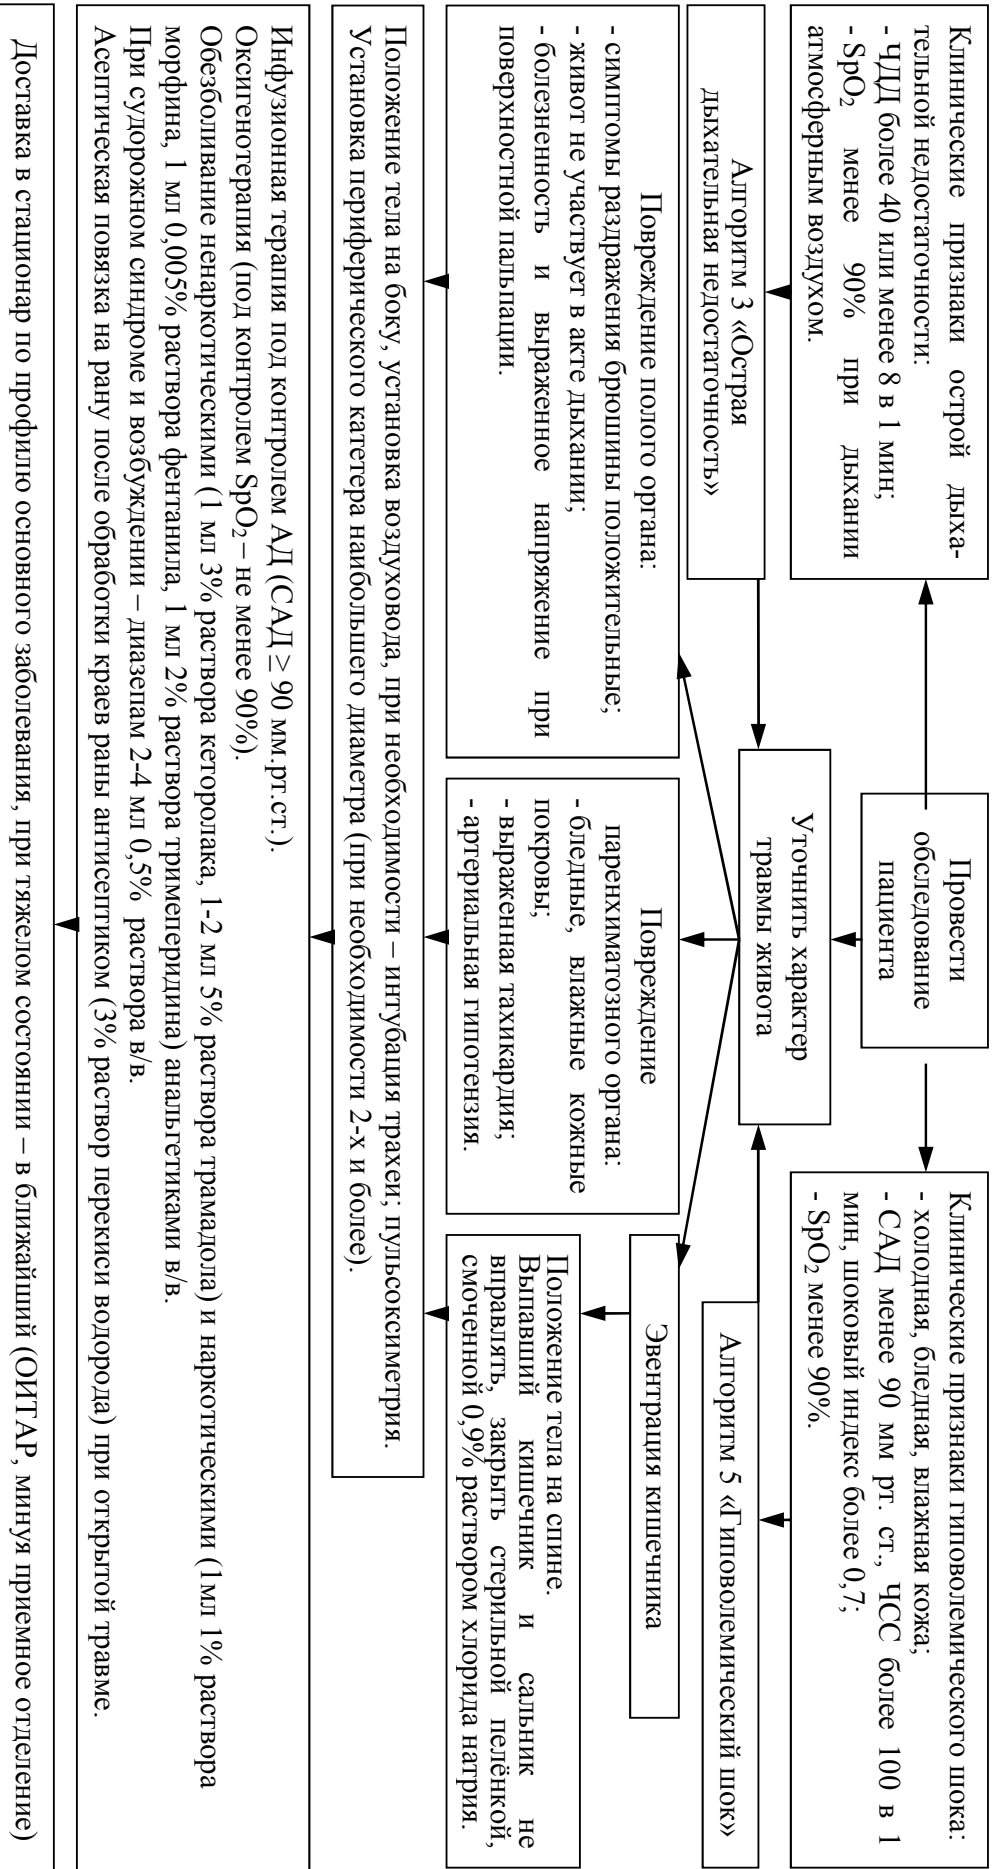 Клинические признаки острой дыха-
тельной недостаточности:
- ЧДД более 40 или менее 8 в 1 мин;
- SpO₂ менее 90% при дыхании
атмосферным воздухом.
Провести
обследование
пациента
Клинические признаки гиповолемического шока:
- холодная, бледная, влажная кожа;
- САД менее 90 мм рт. ст., ЧСС более 100 в 1
мин, шоковый индекс более 0,7;
- SpO₂ менее 90%.
Алгоритм 3 «Острая
дыхательная недостаточность»
Уточнить характер
травмы живота
Алгоритм 5 «Гиповолемический шок»
Повреждение полого органа:
- симптомы раздражения брюшины положительные;
- живот не участвует в акте дыхании;
- болезненность и выраженное напряжение при
поверхностной пальпации.
Повреждение
паренхиматозного органа:
- бледные, влажные кожные
покровы;
- выраженная тахикардия;
- артериальная гипотензия.
Эвентрация кишечника
Положение тела на спине.
Выпавший кишечник и сальник не
вправлять, закрыть стерильной пелёнкой,
смоченной 0,9% раствором хлорида натрия.
Положение тела на боку, установка воздуховода, при необходимости – интубация трахеи; пульсоксиметрия.
Установка периферического катетера наибольшего диаметра (при необходимости 2-х и более).
Инфузионная терапия под контролем АД (САД ≥ 90 мм.рт.ст.).
Оксигенотерапия (под контролем SpO₂ – не менее 90%).
Обезболивание ненаркотическими (1 мл 3% раствора кеторолака, 1-2 мл 5% раствора трамадола) и наркотическими (1мл 1% раствора
морфина, 1 мл 0,005% раствора фентанила, 1 мл 2% раствора тримеперидина) анальгетиками в/в.
При судорожном синдроме и возбуждении – диазепам 2-4 мл 0,5% раствора в/в.
Асептическая повязка на рану после обработки краев раны антисептиком (3% раствор перекиси водорода) при открытой травме.
Доставка в стационар по профилю основного заболевания, при тяжелом состоянии – в ближайший (ОИТАР, минуя приемное отделение)